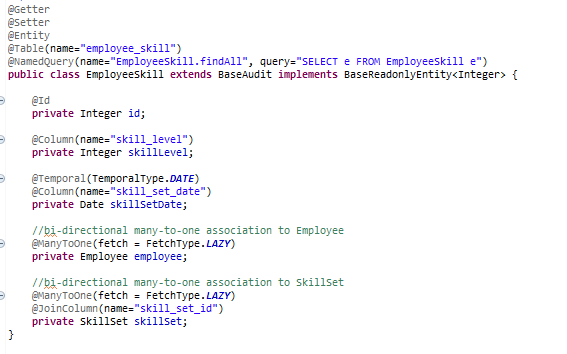 @Getter
@Setter
@Entity
@Table(name="employee_skill")
@NamedQuery(name="EmployeeSkill.findAll", query="SELECT e FROM EmployeeSkill e")
public class EmployeeSkill extends BaseAudit implements BaseReadonlyEntity<Integer> {
@Id
private Integer id;
@Column(name="skill_level")
private Integer skillLevel;
@Temporal(TemporalType.DATE)
@Column(name="skill_set_date")
private Date skillSetDate;
//bi-directional many-to-one association to Employee
@ManyToOne(fetch = FetchType.LAZY)
private Employee employee;
//bi-directional many-to-one association to SkillSet
@ManyToOne(fetch = FetchType.LAZY)
@JoinColumn(name="skill_set_id")
private SkillSet skillSet;
}